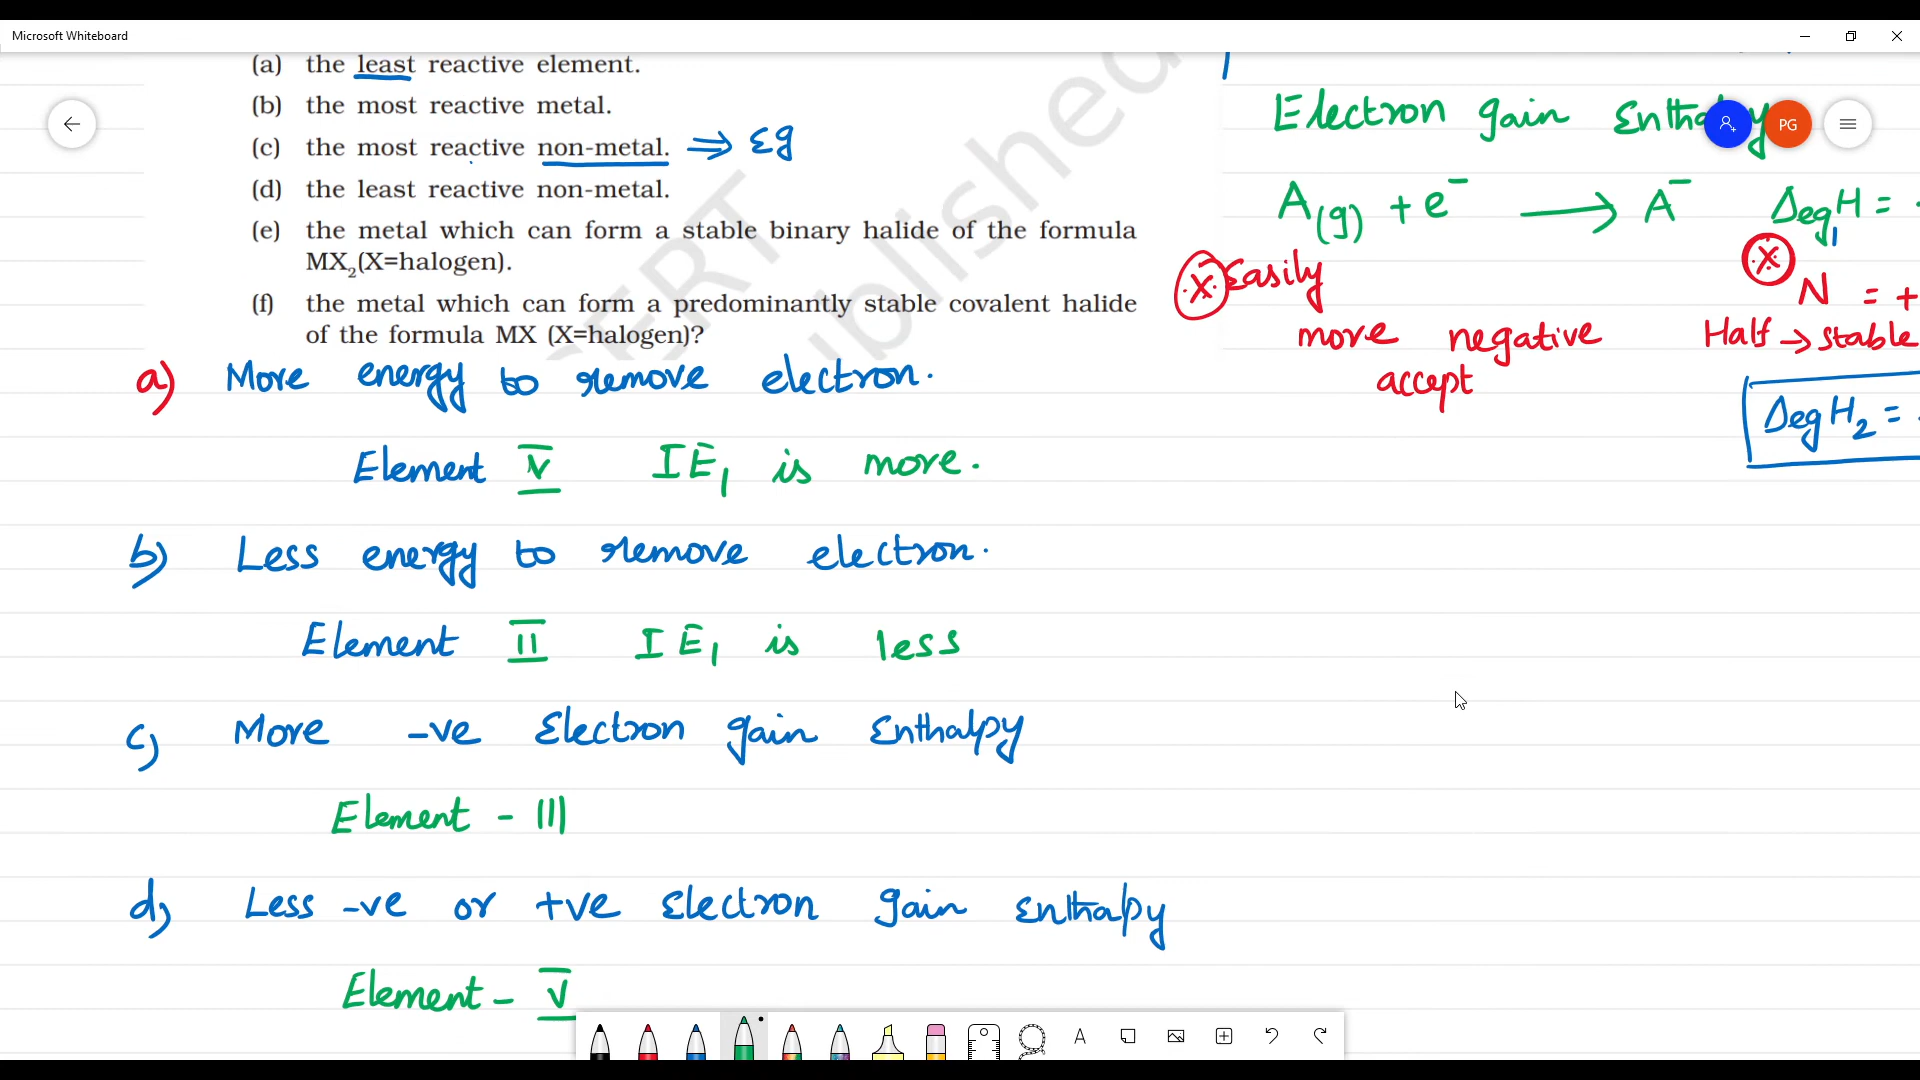 Microsoft Whiteboard
(a) the least reactive element.
(b) the most reactive metal.
(c) the most reactive non-metal. ⇒ εg
(d) the least reactive non-metal.
(e) the metal which can form a stable binary halide of the formula
MX₂(X=halogen).
(f) the metal which can form a predominantly stable covalent halide
of the formula MX (X=halogen)?
a) More energy to remove electron.
Element V IE₁ is more.
b) Less energy to remove electron.
Element II IE₁ is less
c) More -ve Electron gain Enthalpy
Element - III
d) Less -ve or +ve Electron gain Enthalpy
Element - V
Electron gain
PG
A(g) + e⁻ → A⁻ ΔegH =
X Easily
X
N = +
more negative
Half → stable
accept
ΔegH₂ =
A